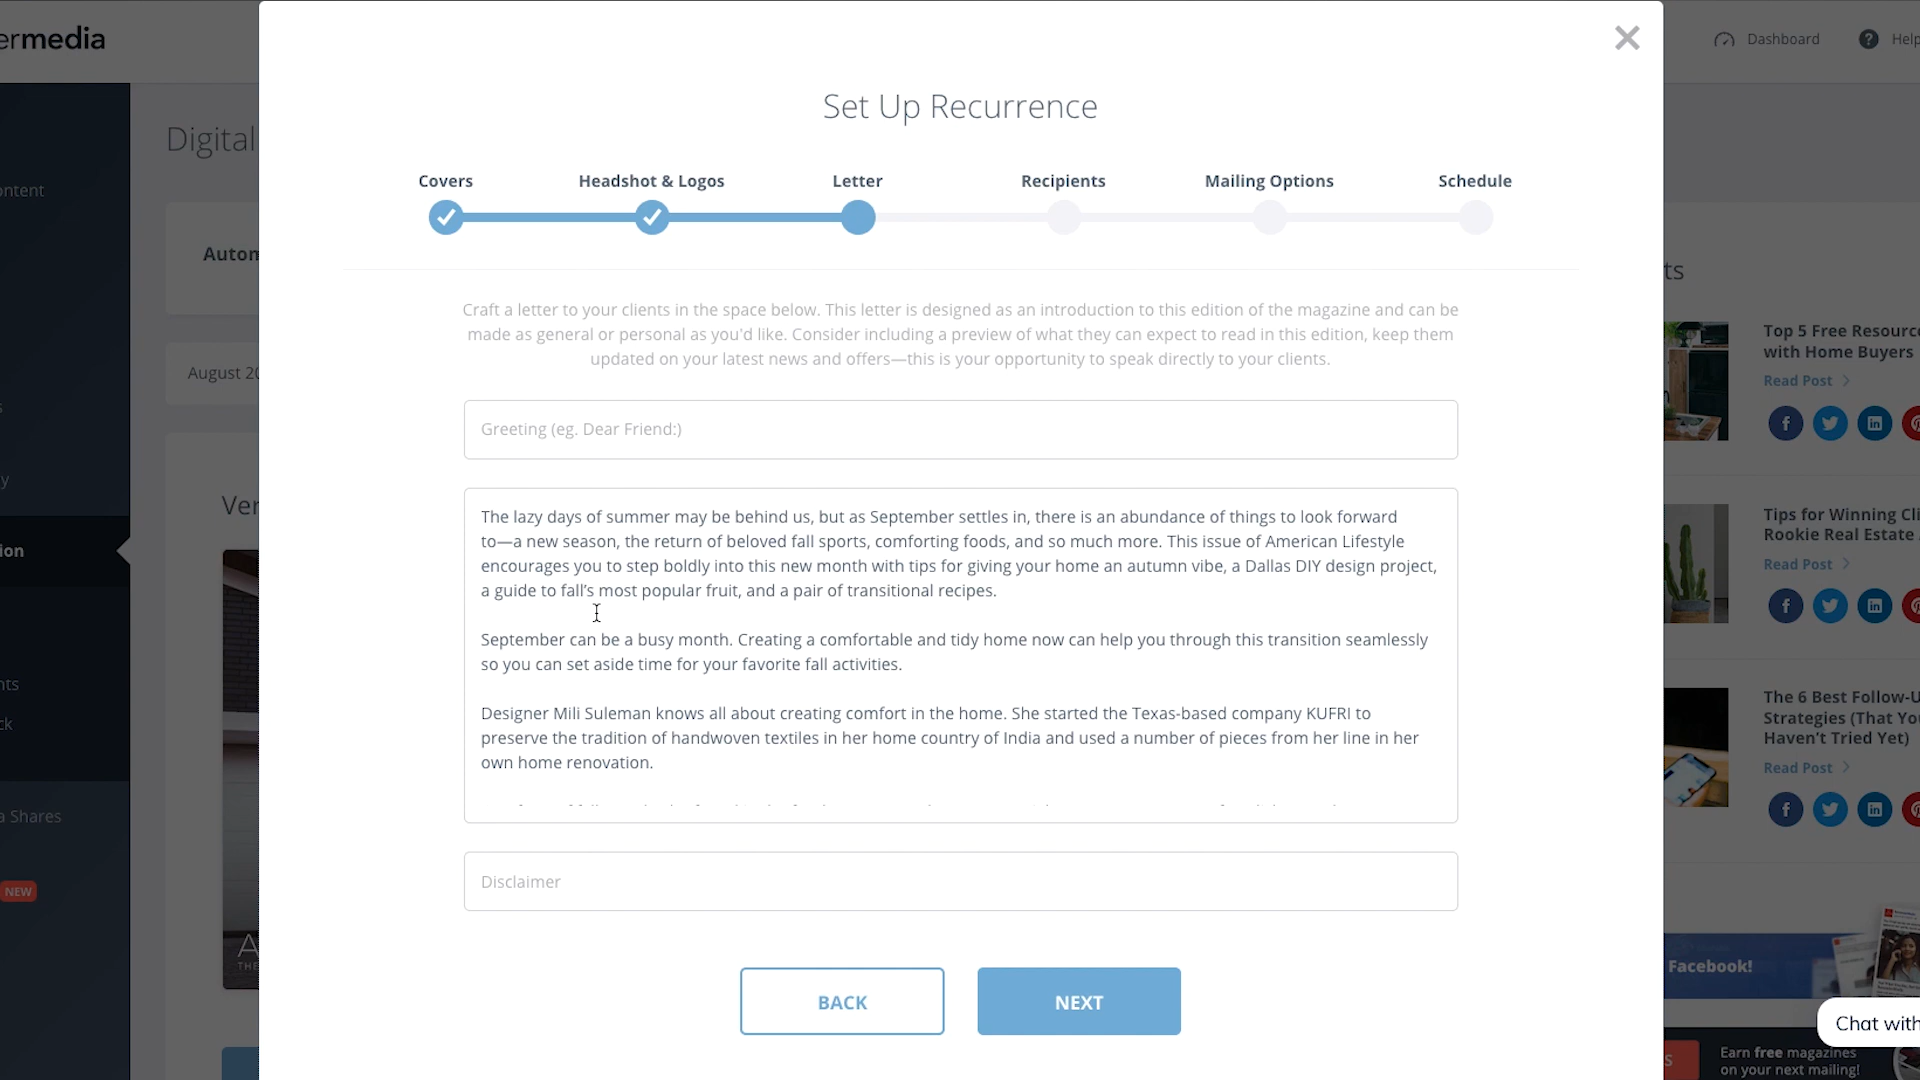 ermedia
Dashboard
Help
Set Up Recurrence
Digital
Covers
Headshot & Logos
Letter
Recipients
Mailing Options
Schedule
ontent
Autom
ts
Craft a letter to your clients in the space below. This letter is designed as an introduction to this edition of the magazine and can be
made as general or personal as you'd like. Consider including a preview of what they can expect to read in this edition, keep them
updated on your latest news and offers—this is your opportunity to speak directly to your clients.
Top 5 Free Resource
with Home Buyers
Read Post
August 20
s
Greeting (eg. Dear Friend:)
y
Ver
The lazy days of summer may be behind us, but as September settles in, there is an abundance of things to look forward
to—a new season, the return of beloved fall sports, comforting foods, and so much more. This issue of American Lifestyle
encourages you to step boldly into this new month with tips for giving your home an autumn vibe, a Dallas DIY design project,
a guide to fall's most popular fruit, and a pair of transitional recipes.
Tips for Winning Cli
Rookie Real Estate
Read Post
ion
September can be a busy month. Creating a comfortable and tidy home now can help you through this transition seamlessly
so you can set aside time for your favorite fall activities.
nts
ck
Designer Mili Suleman knows all about creating comfort in the home. She started the Texas-based company KUFRI to
preserve the tradition of handwoven textiles in her home country of India and used a number of pieces from her line in her
own home renovation.
The 6 Best Follow-U
Strategies (That You
Haven't Tried Yet)
Read Post
a Shares
Disclaimer
NEW
A
THE
Facebook!
BACK
NEXT
Chat with
S
Earn free magazines
on your next mailing!